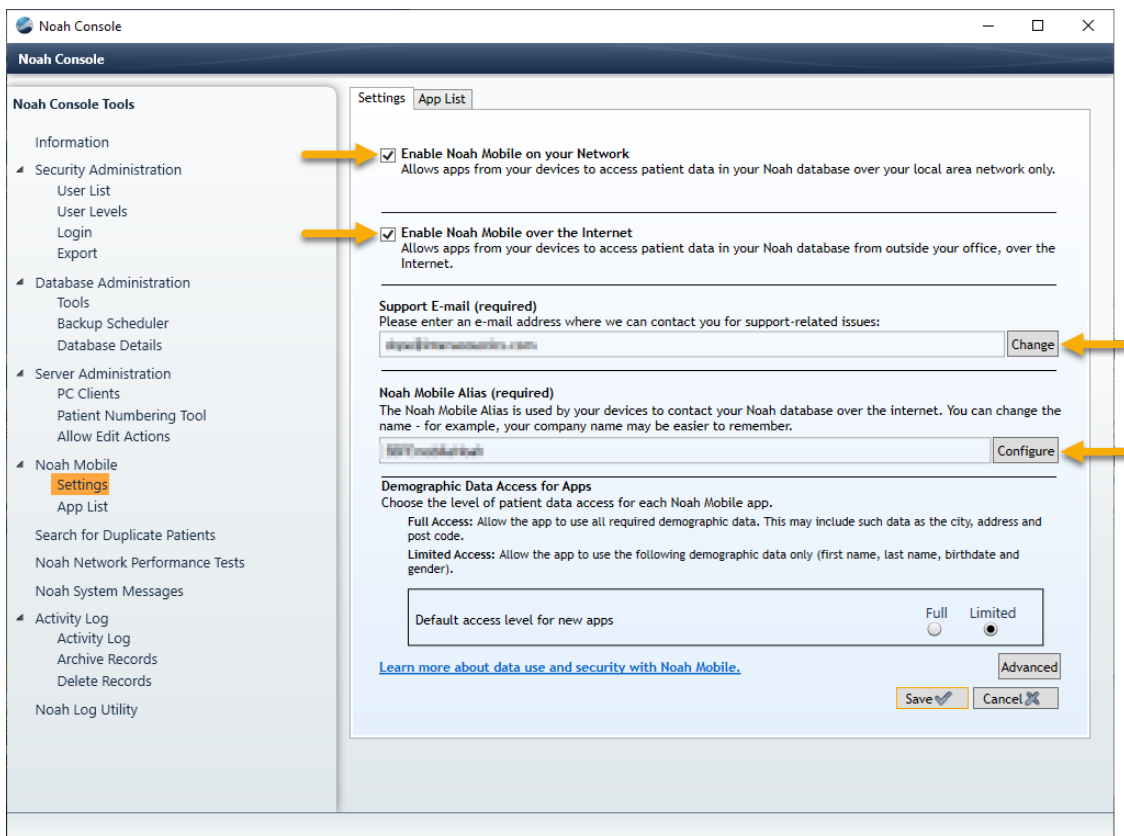 Noah Console
Noah Console
Noah Console Tools
Information
Security Administration
User List
User Levels
Login
Export
Database Administration
Tools
Backup Scheduler
Database Details
Server Administration
PC Clients
Patient Numbering Tool
Allow Edit Actions
Noah Mobile
Settings
App List
Search for Duplicate Patients
Noah Network Performance Tests
Noah System Messages
Activity Log
Activity Log
Archive Records
Delete Records
Noah Log Utility
Settings App List
Enable Noah Mobile on your Network
Allows apps from your devices to access patient data in your Noah database over your local area network only.
Enable Noah Mobile over the Internet
Allows apps from your devices to access patient data in your Noah database from outside your office, over the
Internet.
Support E-mail (required)
Please enter an e-mail address where we can contact you for support-related issues:
Change
Noah Mobile Alias (required)
The Noah Mobile Alias is used by your devices to contact your Noah database over the internet. You can change the
name - for example, your company name may be easier to remember.
Configure
Demographic Data Access for Apps
Choose the level of patient data access for each Noah Mobile app.
Full Access: Allow the app to use all required demographic data. This may include such data as the city, address and
post code.
Limited Access: Allow the app to use the following demographic data only (first name, last name, birthdate and
gender).
Full Limited
Default access level for new apps
Learn more about data use and security with Noah Mobile.
Advanced
Save Cancel